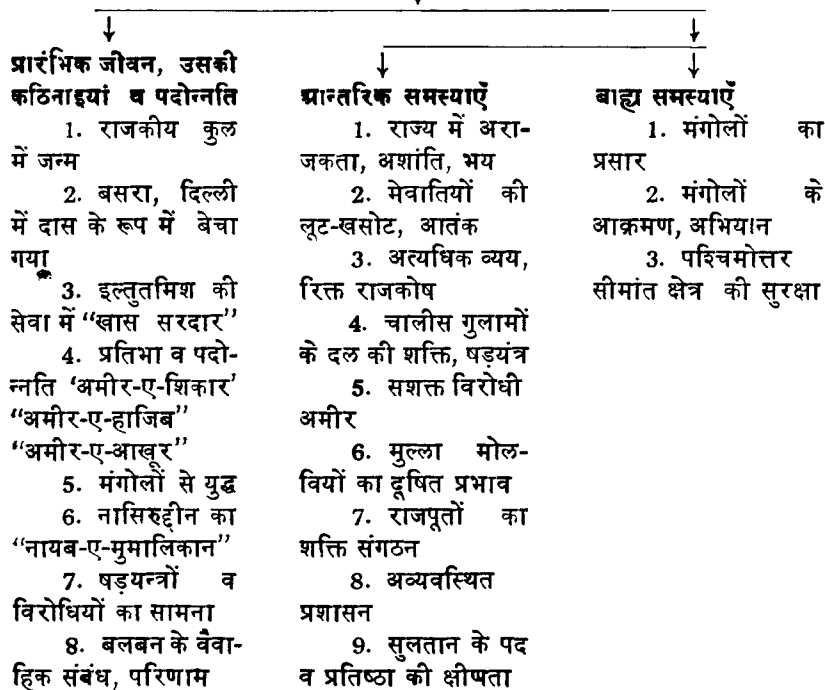 प्रारंभिक जीवन, उसकी
कठिनाइयां व पदोन्नति
1. राजकीय कुल
में जन्म
2. बसरा, दिल्ली
में दास के रूप में बेचा
गया
3. इल्तुतमिश की
सेवा में “खास सरदार”
4. प्रतिभा व पदो-
न्नति ‘अमीर-ए-शिकार’
“अमीर-ए-हाजिब”
“अमीर-ए-आखूर”
5. मंगोलों से युद्ध
6. नासिरुद्दीन का
“नायब-ए-मुमालिकान”
7. षड़यन्त्रों व
विरोधियों का सामना
8. बलबन के वैवा-
हिक संबंध, परिणाम
आन्तरिक समस्याएँ
1. राज्य में अरा-
जकता, अशांति, भय
2. मेवातियों की
लूट-खसोट, आतंक
3. अत्यधिक व्यय,
रिक्त राजकोष
4. चालीस गुलामों
के दल की शक्ति, षड़यंत्र
5. सशक्त विरोधी
अमीर
6. मुल्ला मोल-
वियों का दूषित प्रभाव
7. राजपूतों का
शक्ति संगठन
8. अव्यवस्थित
प्रशासन
9. सुलतान के पद
व प्रतिष्ठा की क्षीणता
बाह्य समस्याएँ
1. मंगोलों का
प्रसार
2. मंगोलों के
आक्रमण, अभियान
3. पश्चिमोत्तर
सीमांत क्षेत्र की सुरक्षा